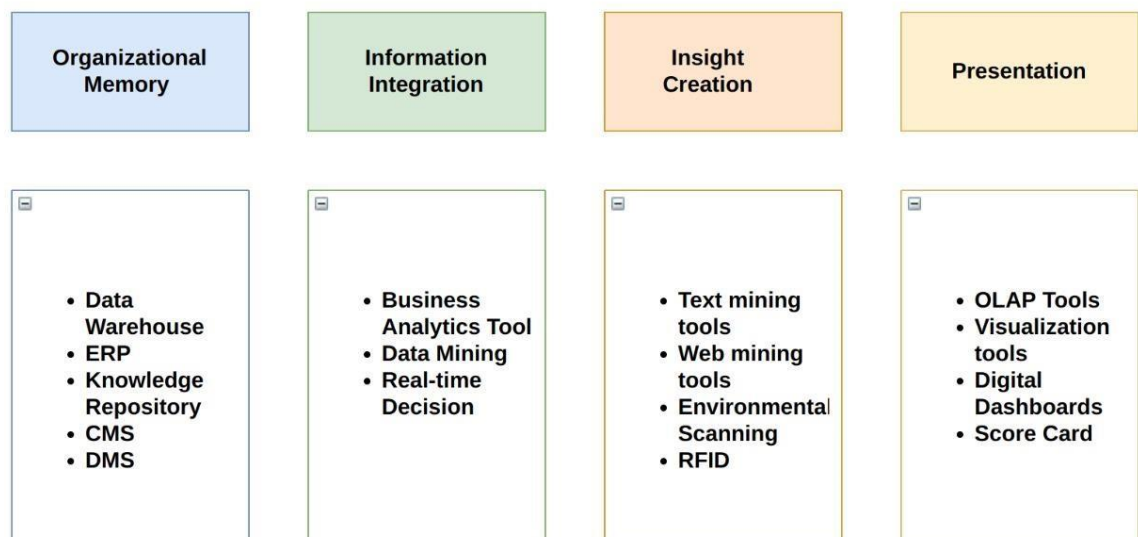 Organizational
Memory
Information
Integration
Insight
Creation
Presentation
• Data
Warehouse
• ERP
• Knowledge
Repository
• CMS
• DMS
• Business
Analytics Tool
• Data Mining
• Real-time
Decision
• Text mining
tools
• Web mining
tools
• Environmental
Scanning
• RFID
• OLAP Tools
• Visualization
tools
• Digital
Dashboards
• Score Card